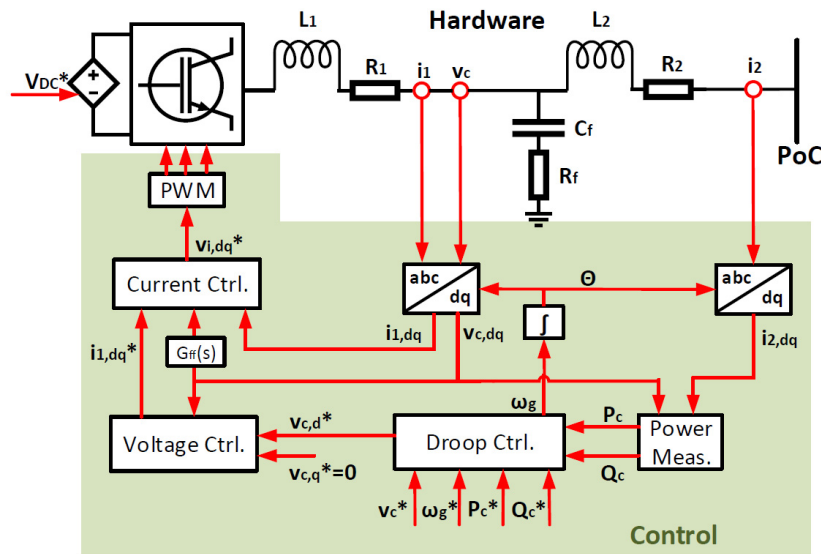 Hardware
L1
L2
R1
i1
vc
R2
i2
VDC*
Cf
Rf
PoC
PWM
vi,dq*
Current Ctrl.
abc
dq
Θ
abc
dq
∫
i1,dq
vc,dq
i2,dq
i1,dq*
Gff(s)
ωg
Voltage Ctrl.
vc,d*
vc,q*=0
Droop Ctrl.
Pc
Qc
Power
Meas.
vc*
ωg*
Pc*
Qc*
Control